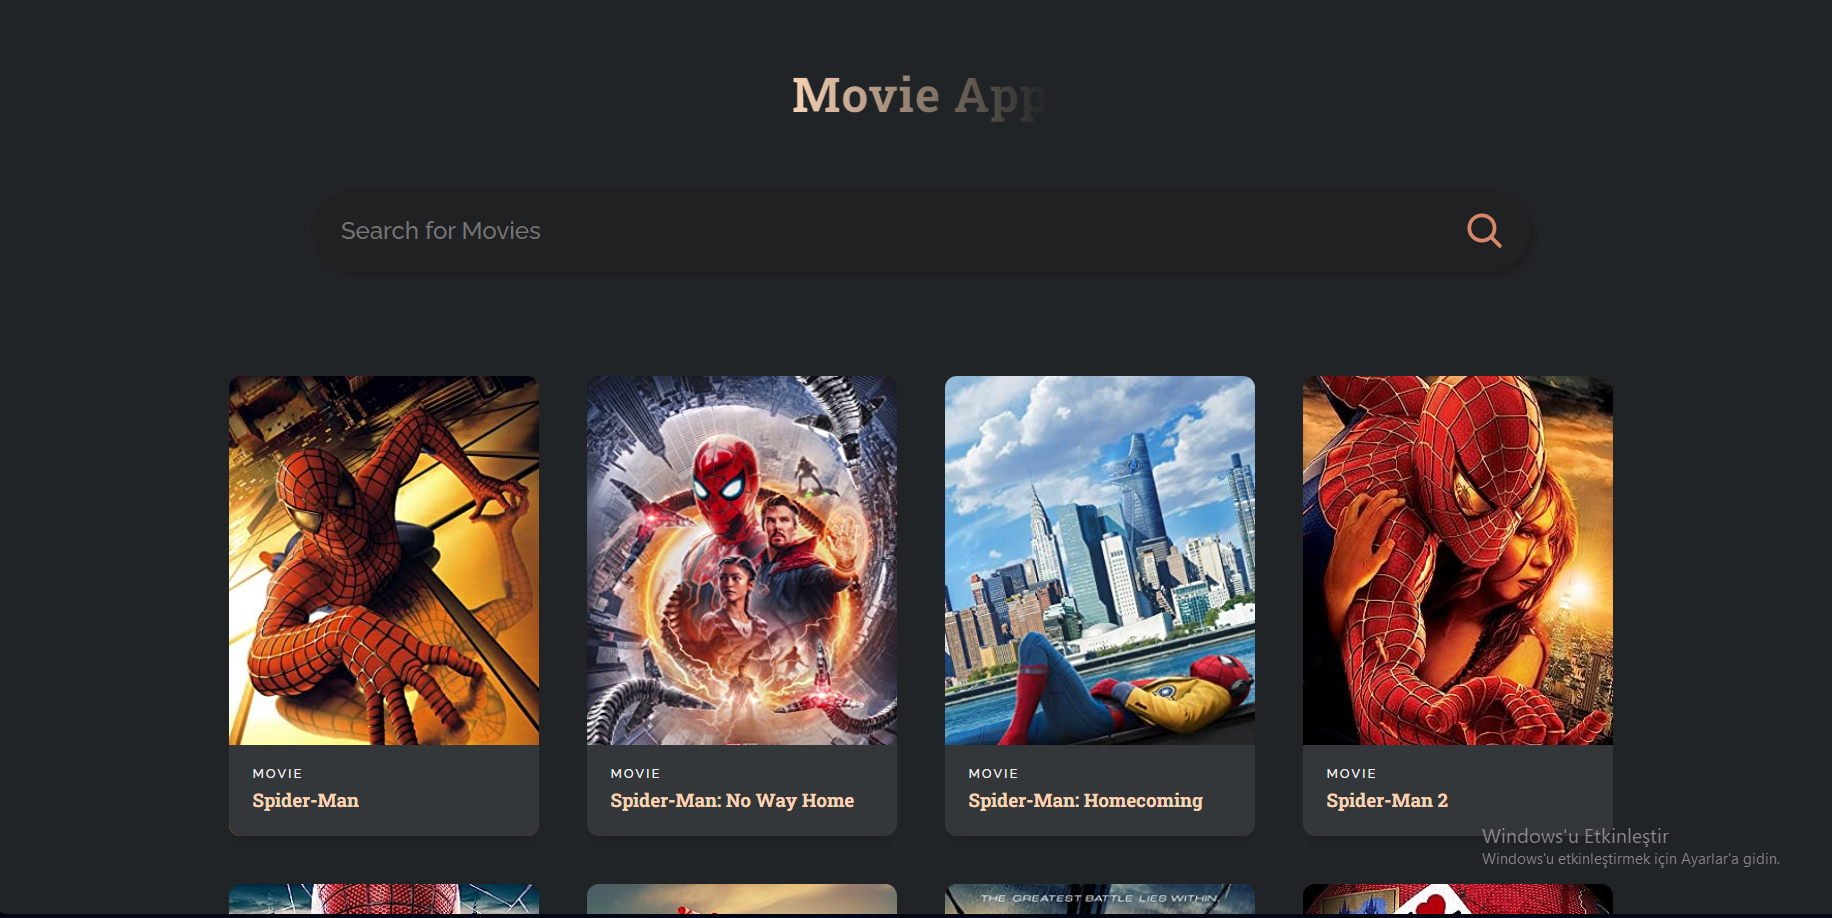 Movie App
Search for Movies
MOVIE
Spider-Man
MOVIE
Spider-Man: No Way Home
MOVIE
Spider-Man: Homecoming
MOVIE
Spider-Man 2
Windows'u Etkinleştir
Windows'u etkinleştirmek için Ayarlar'a gidin.
THE GREATEST BATTLE LIES WITHIN